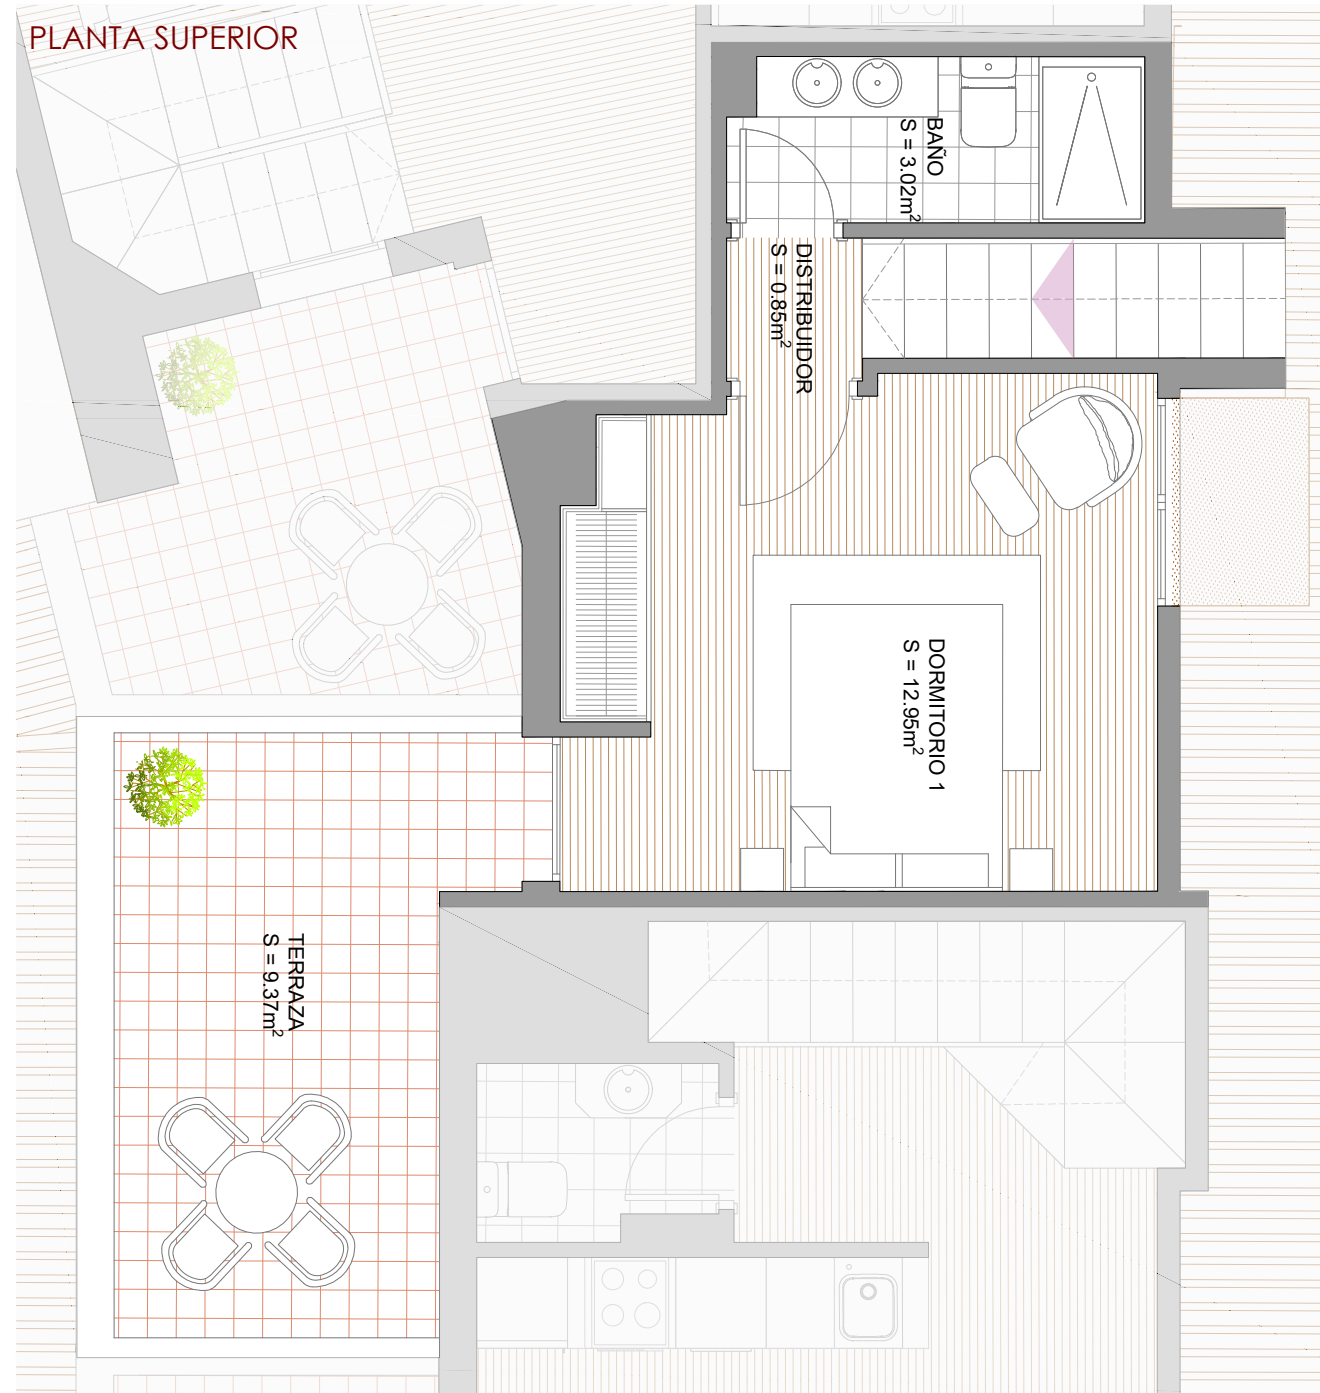 PLANTA SUPERIOR
BAÑO
S = 3.02m²
DISTRIBUIDOR
S = 0.85m²
DORMITORIO 1
S = 12.95m²
TERRAZA
S = 9.37m²